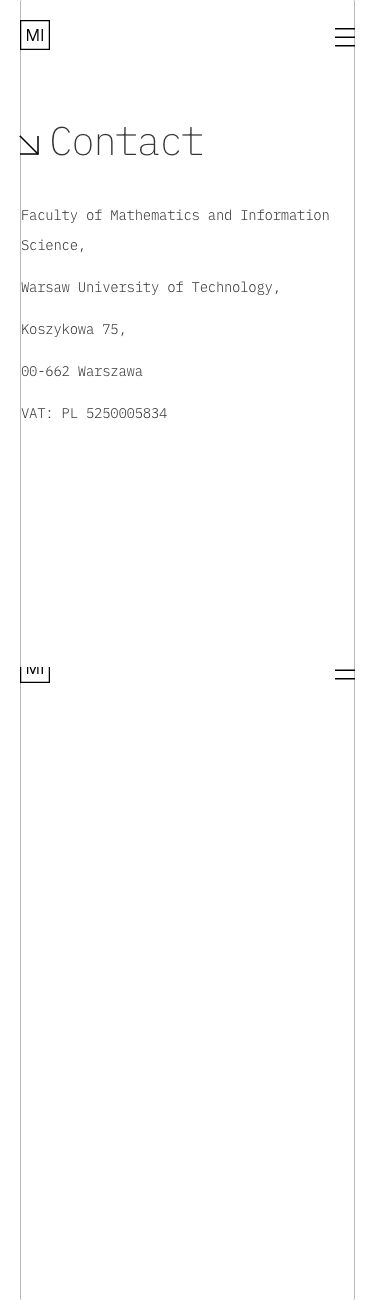 MI
Contact
Faculty of Mathematics and Information
Science,
Warsaw University of Technology,
Koszykowa 75,
00-662 Warszawa
VAT: PL 5250005834
MI